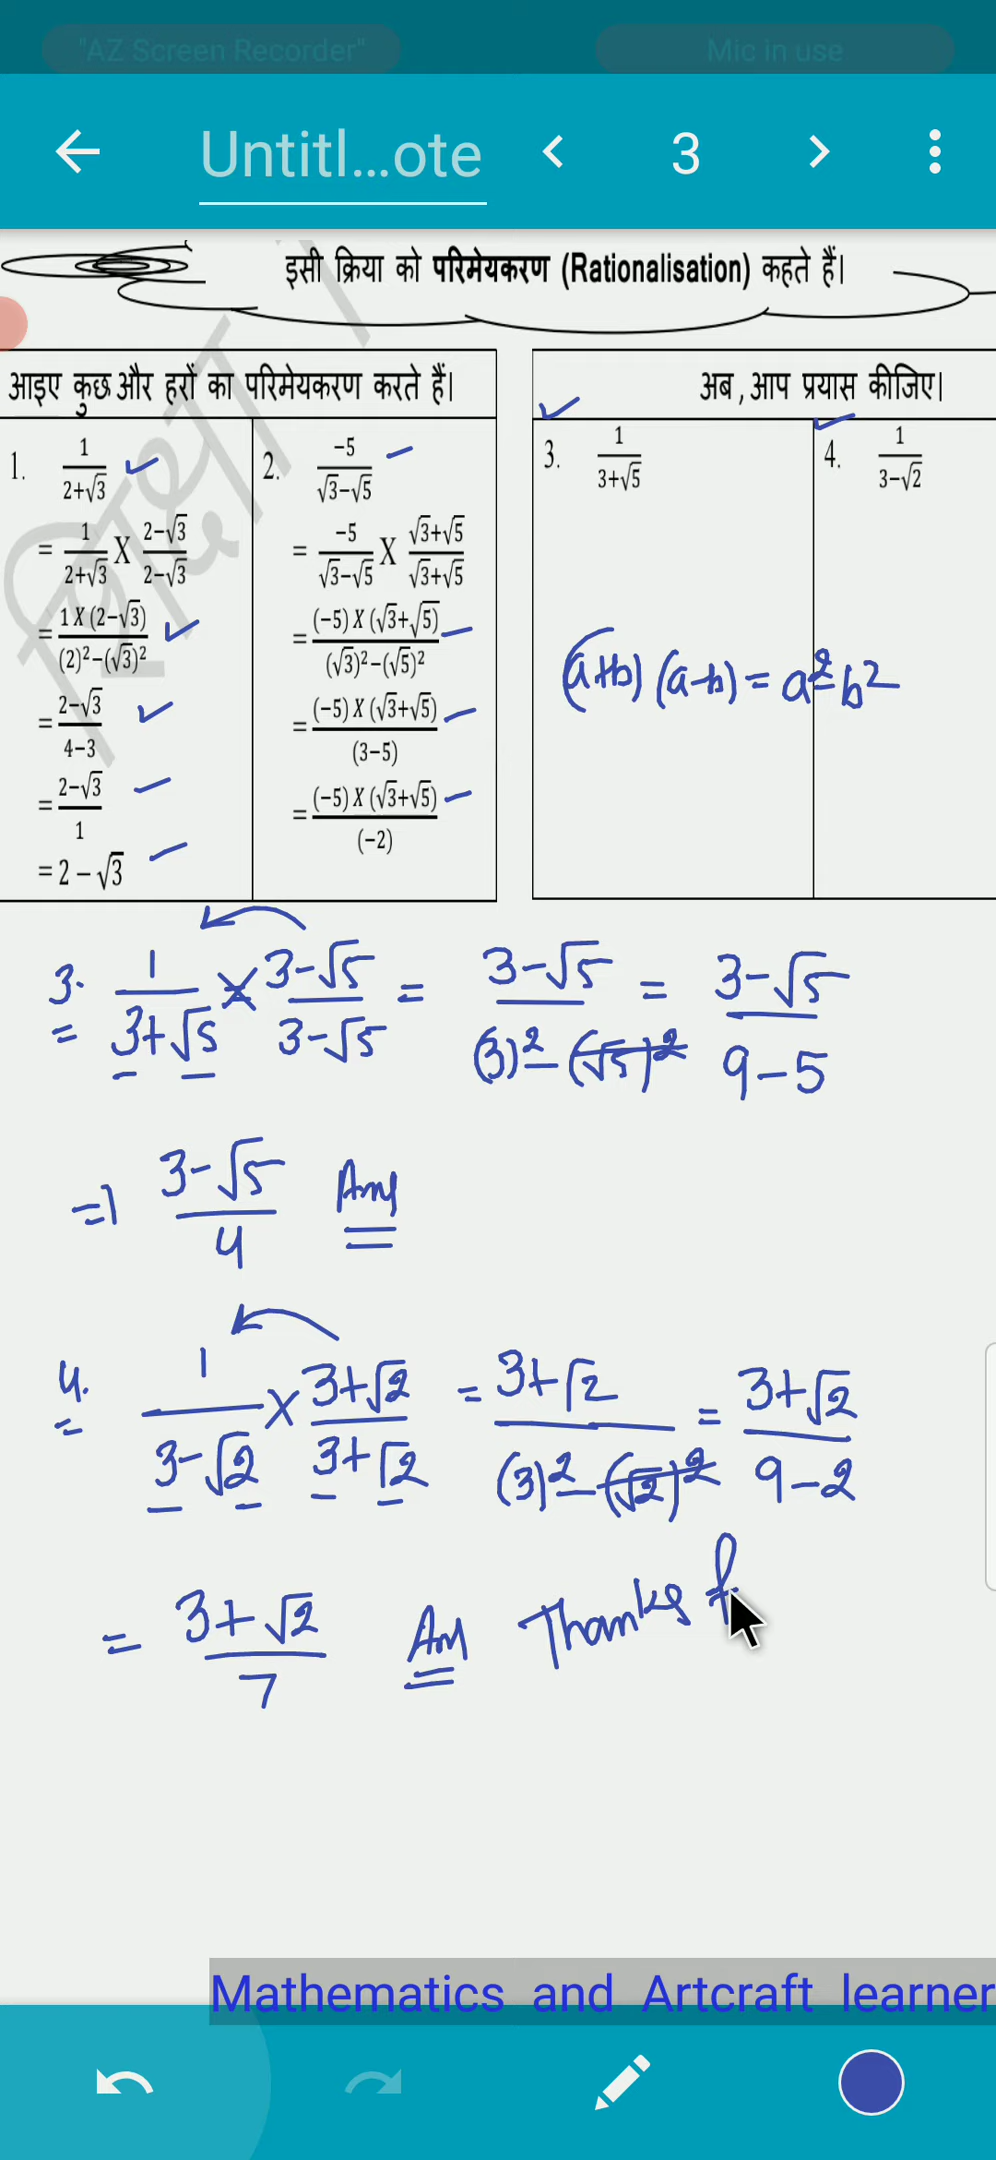 "AZ Screen Recorder" Mic in use
Untitl...ote < 3 >
इसी क्रिया को परिमेयकरण (Rationalisation) कहते हैं।
आइए कुछ और हरों का परिमेयकरण करते हैं।
1. 1/(2+√3)
= 1/(2+√3) X (2−√3)/(2−√3)
= 1 X (2−√3)/((2)²−(√3)²)
= (2−√3)/(4−3)
= (2−√3)/1
= 2 − √3
2. −5/(√3−√5)
= −5/(√3−√5) X (√3+√5)/(√3+√5)
= (−5) X (√3+√5)/((√3)²−(√5)²)
= (−5) X (√3+√5)/(3−5)
= (−5) X (√3+√5)/(−2)
अब , आप प्रयास कीजिए।
3. 1/(3+√5)
4. 1/(3−√2)
(a+b) (a-b) = a²-b²
3. 1/(3+√5) × (3-√5)/(3-√5) = (3-√5)/((3)²-(√5)²) = (3-√5)/(9-5)
=> (3-√5)/4 Ans
4. 1/(3-√2) × (3+√2)/(3+√2) = (3+√2)/((3)²-(√2)²) = (3+√2)/(9-2)
= (3+√2)/7 Ans Thanks f
Mathematics and Artcraft learner